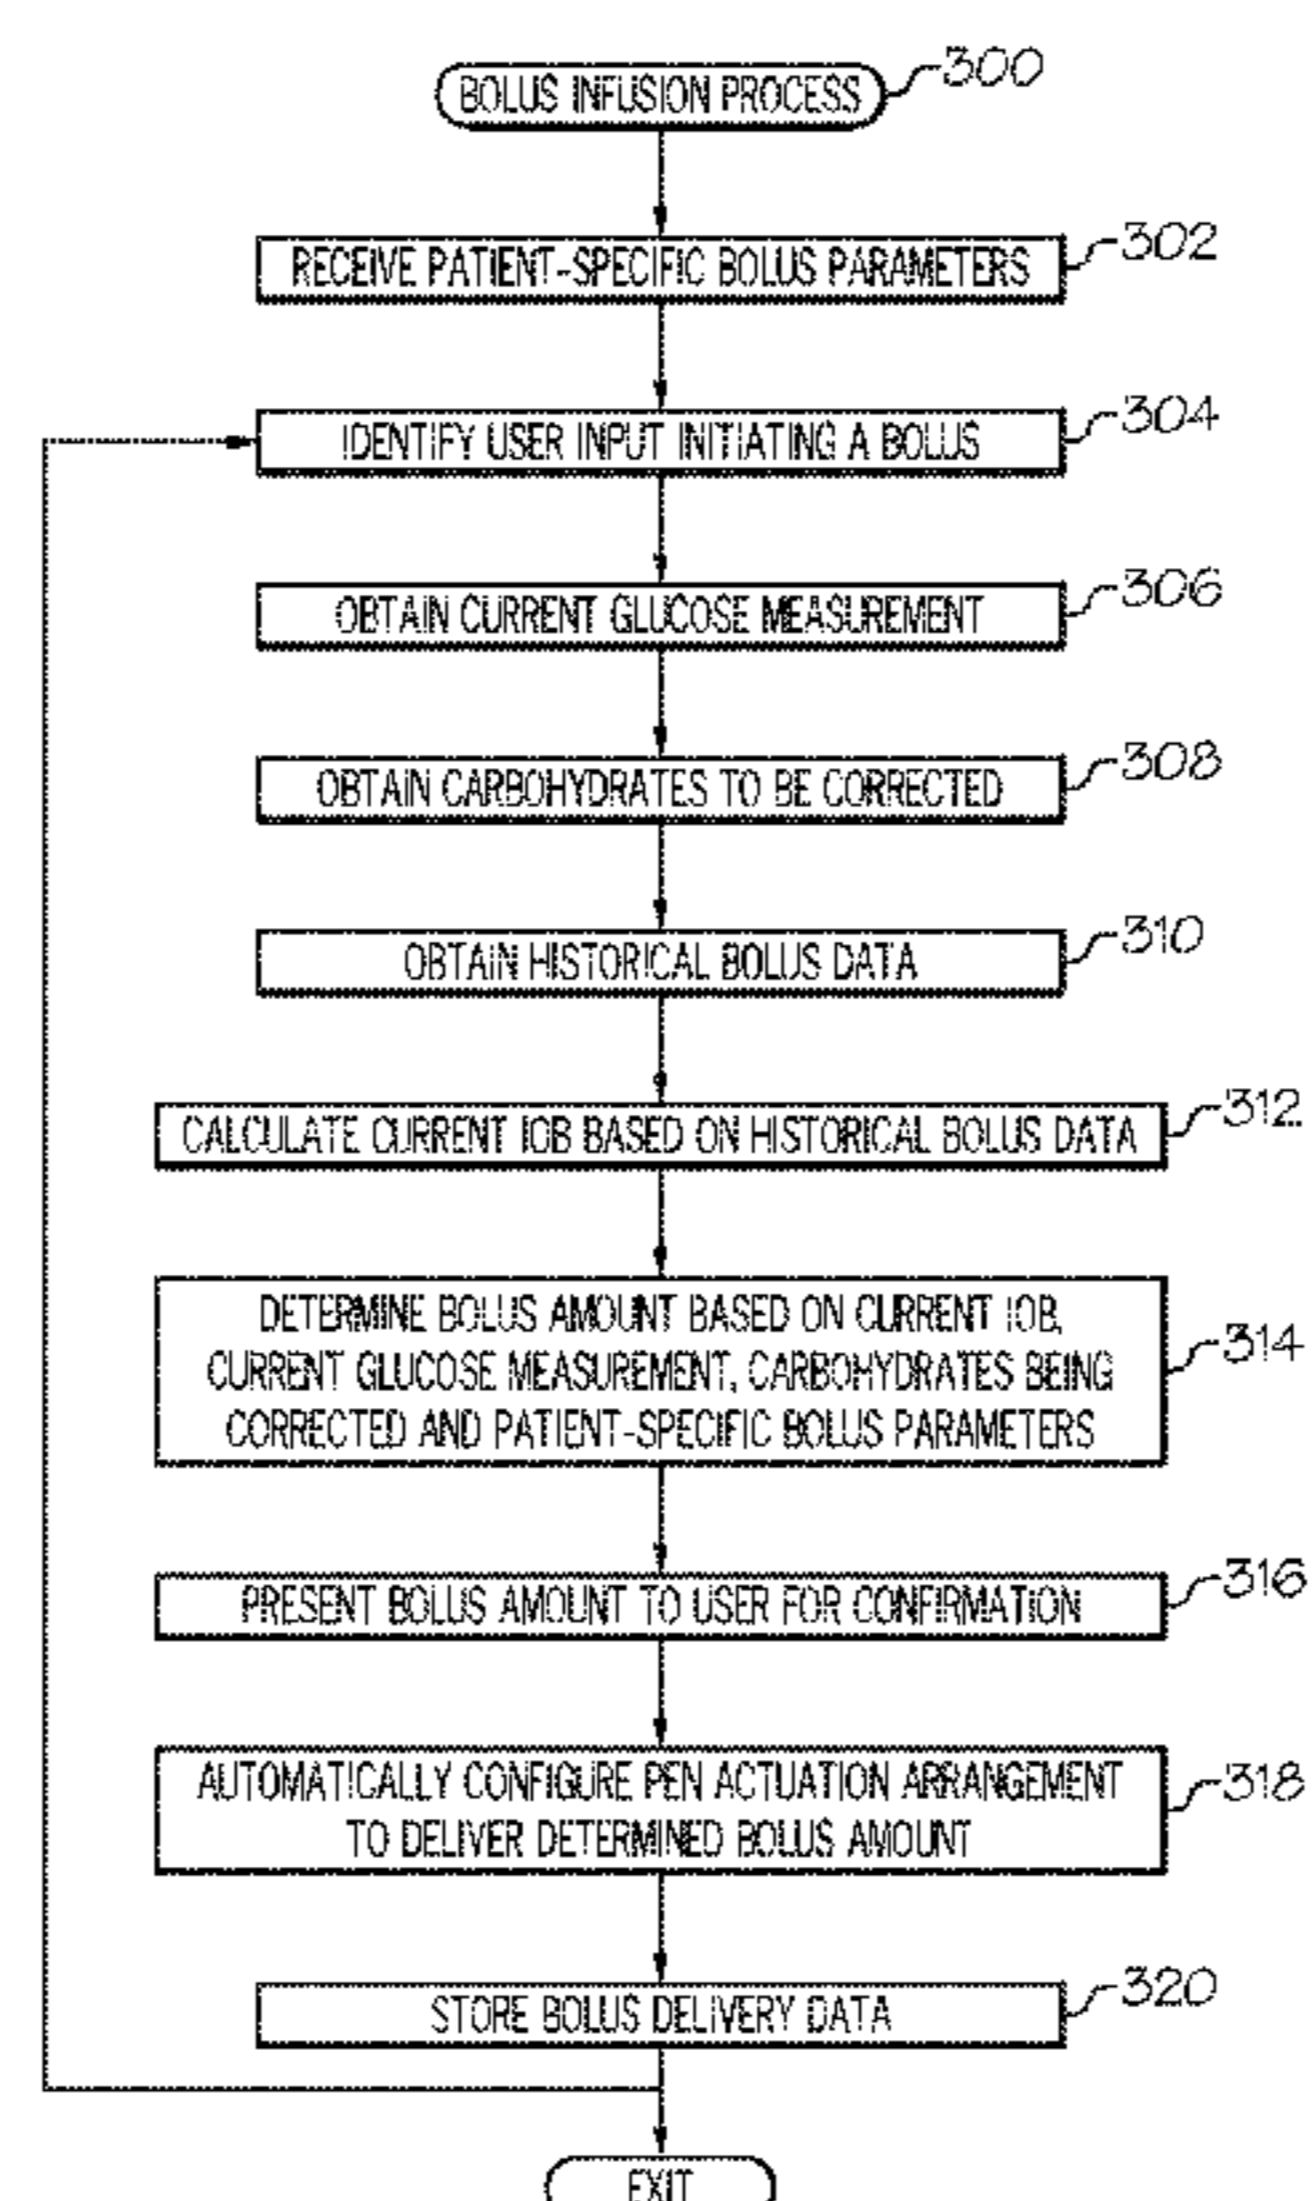 BOLUS INFUSION PROCESS
300
RECEIVE PATIENT-SPECIFIC BOLUS PARAMETERS
302
IDENTIFY USER INPUT INITIATING A BOLUS
304
OBTAIN CURRENT GLUCOSE MEASUREMENT
306
OBTAIN CARBOHYDRATES TO BE CORRECTED
308
OBTAIN HISTORICAL BOLUS DATA
310
CALCULATE CURRENT IOB BASED ON HISTORICAL BOLUS DATA
312
DETERMINE BOLUS AMOUNT BASED ON CURRENT IOB,
CURRENT GLUCOSE MEASUREMENT, CARBOHYDRATES BEING
CORRECTED AND PATIENT-SPECIFIC BOLUS PARAMETERS
314
PRESENT BOLUS AMOUNT TO USER FOR CONFIRMATION
316
AUTOMATICALLY CONFIGURE PEN ACTUATION ARRANGEMENT
TO DELIVER DETERMINED BOLUS AMOUNT
318
STORE BOLUS DELIVERY DATA
320
EXIT